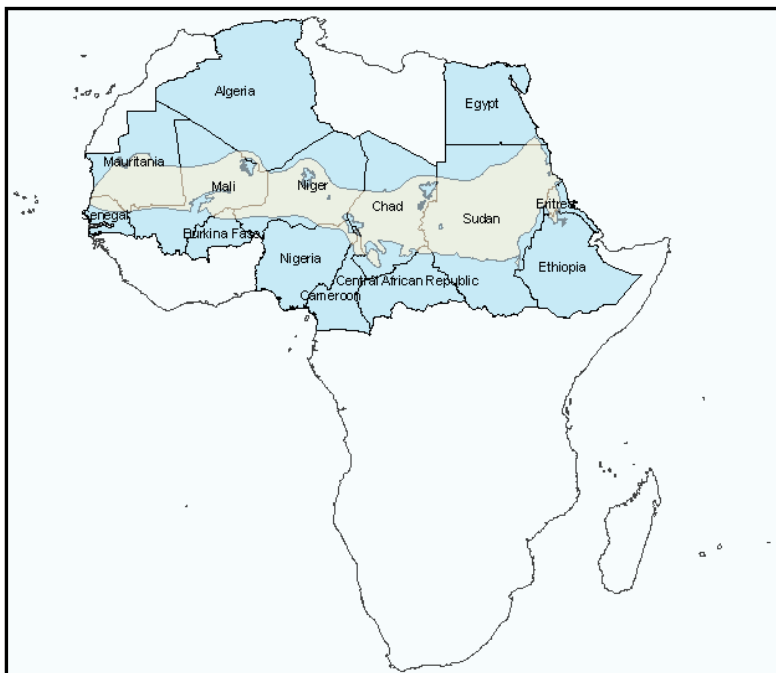 Algeria
Egypt
Mauritania
Mali
Niger
Chad
Sudan
Senegal
Eritrea
Burkina Faso
Nigeria
Ethiopia
Central African Republic
Cameroon